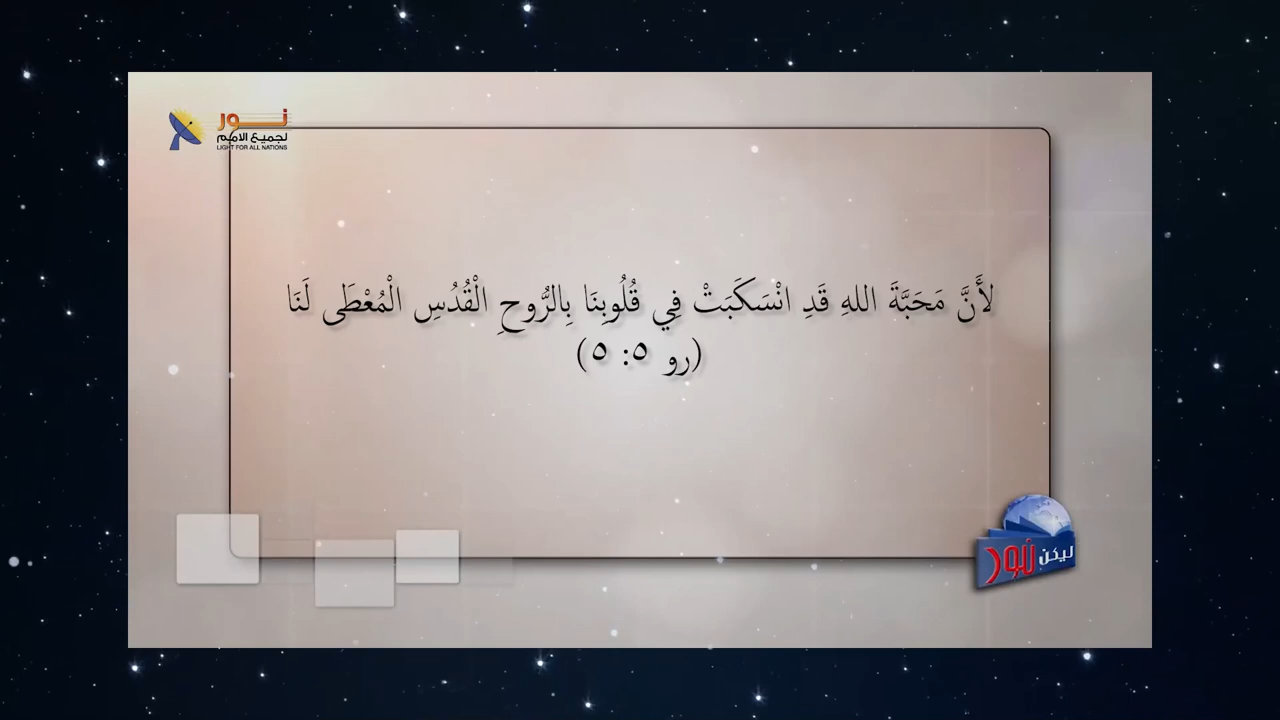 نور
لجميع الامم
LIGHT FOR ALL NATIONS
لأَنَّ مَحَبَّةَ اللهِ قَدِ انْسَكَبَتْ فِي قُلُوبِنَا بِالرُّوحِ الْقُدُسِ الْمُعْطَى لَنَا
(رو ٥: ٥)
ليكن نور